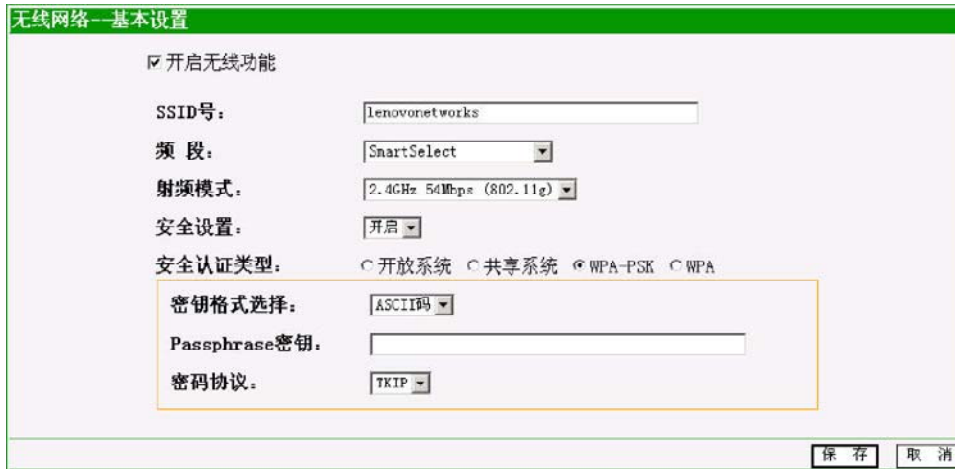 无线网络--基本设置
开启无线功能
SSID号： lenovonetworks
频 段： SmartSelect
射频模式： 2.4GHz 54Mbps (802.11g)
安全设置： 开启
安全认证类型： 开放系统 共享系统 WPA-PSK WPA
密钥格式选择： ASCII码
Passphrase密钥：
密码协议： TKIP
保 存 取 消